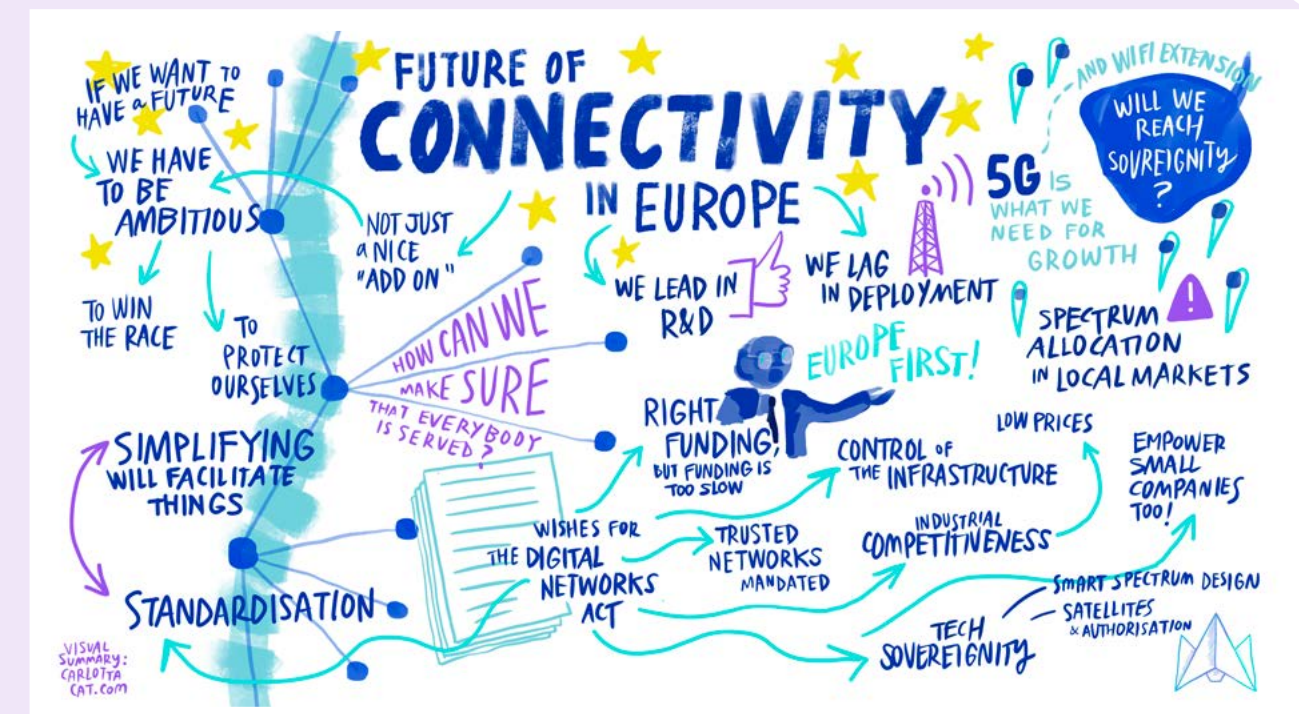 FUTURE OF
CONNECTIVITY
IN EUROPE
IF WE WANT TO
HAVE a FUTURE
WE HAVE
TO BE
AMBITIOUS
TO WIN
THE RACE
TO
PROTECT
OURSELVES
NOT JUST
a NICE
"ADD ON"
HOW CAN WE
MAKE SURE
THAT EVERYBODY
IS SERVED?
WE LEAD IN
R&D
WE LAG
IN DEPLOYMENT
5G IS
WHAT WE
NEED FOR
GROWTH
AND WIFI EXTENSION
WILL WE
REACH
SOVREIGNITY
?
!
SPECTRUM
ALLOCATION
IN LOCAL MARKETS
EUROPE
FIRST!
SIMPLIFYING
WILL FACILITATE
THINGS
STANDARDISATION
WISHES FOR
THE DIGITAL
NETWORKS
ACT
RIGHT
FUNDING,
BUT FUNDING IS
TOO SLOW
CONTROL OF
THE INFRASTRUCTURE
TRUSTED
NETWORKS
MANDATED
INDUSTRIAL
COMPETITIVENESS
LOW PRICES
EMPOWER
SMALL
COMPANIES
TOO!
TECH
SOVEREIGNITY
SMART SPECTRUM DESIGN
SATELLITES
& AUTHORISATION
VISUAL
SUMMARY:
CARLOTTA
CAT.COM